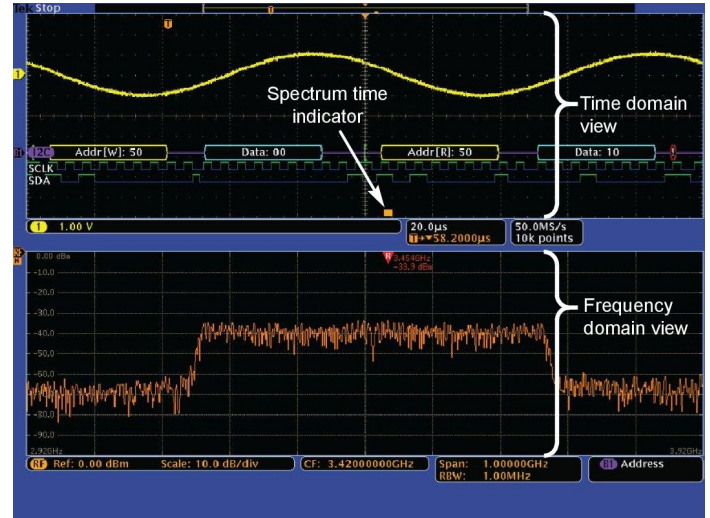 Tek Stop
T
T
1
Spectrum time
indicator
Time domain
view
B1 I2C Addr[W]: 50 Data: 00 Addr[R]: 50 Data: 10 !
SCLK
SDA
1 1.00 V
20.0µs
T→▼58.2000µs
50.0MS/s
10k points
0.00 dBm
R 3.454GHz
-33.9 dBm
-10.0
-30.0
-40.0
-50.0
-60.0
-80.0
-90.0
2.92GHz
3.92GHz
Frequency
domain view
RF Ref: 0.00 dBm Scale: 10.0 dB/div
CF: 3.42000000GHz
Span: 1.00000GHz
RBW: 1.00MHz
B1 Address